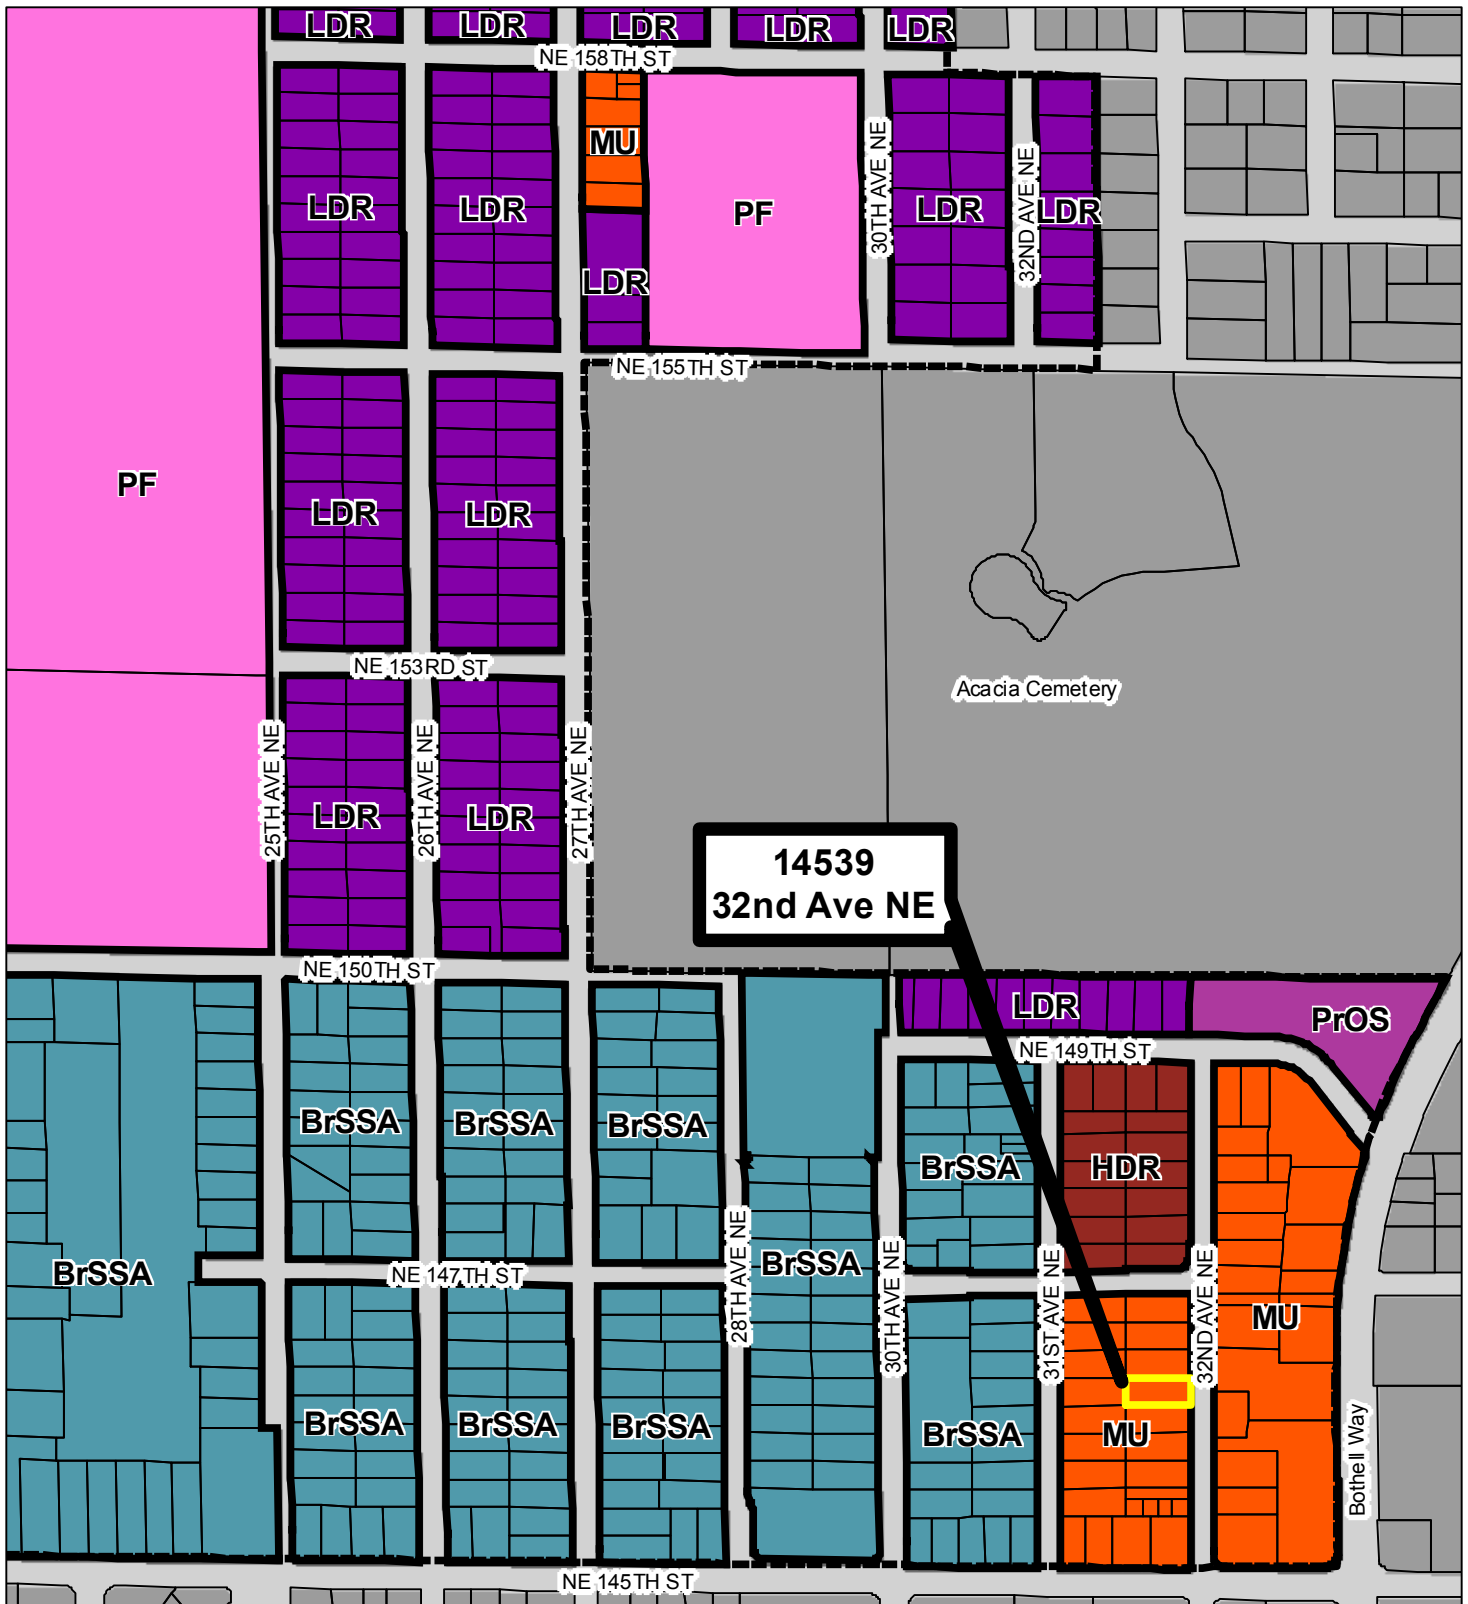 LDR
LDR
LDR
LDR
LDR
NE 158TH ST
MU
LDR
LDR
PF
30TH AVE NE
LDR
32ND AVE NE
LDR
LDR
NE 155TH ST
PF
LDR
LDR
NE 153RD ST
Acacia Cemetery
25TH AVE NE
LDR
26TH AVE NE
LDR
27TH AVE NE
14539
32nd Ave NE
NE 150TH ST
LDR
PrOS
NE 149TH ST
BrSSA
BrSSA
BrSSA
BrSSA
HDR
BrSSA
NE 147TH ST
28TH AVE NE
BrSSA
30TH AVE NE
31ST AVE NE
32ND AVE NE
MU
BrSSA
BrSSA
BrSSA
BrSSA
MU
Bothell Way
NE 145TH ST